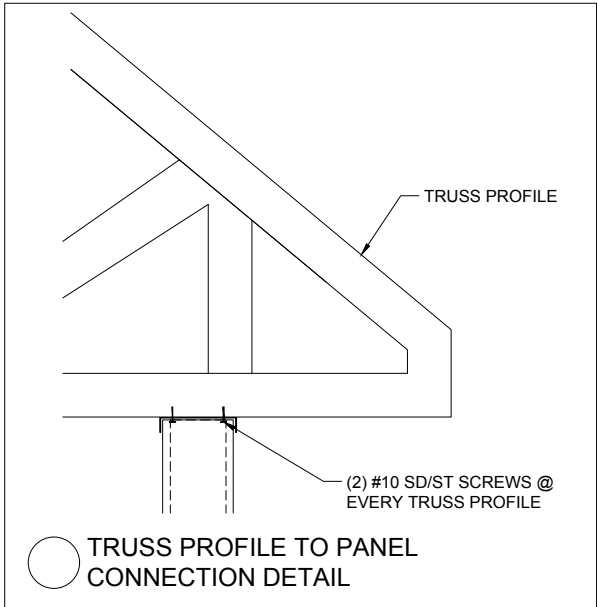 TRUSS PROFILE
(2) #10 SD/ST SCREWS @
EVERY TRUSS PROFILE
TRUSS PROFILE TO PANEL
CONNECTION DETAIL